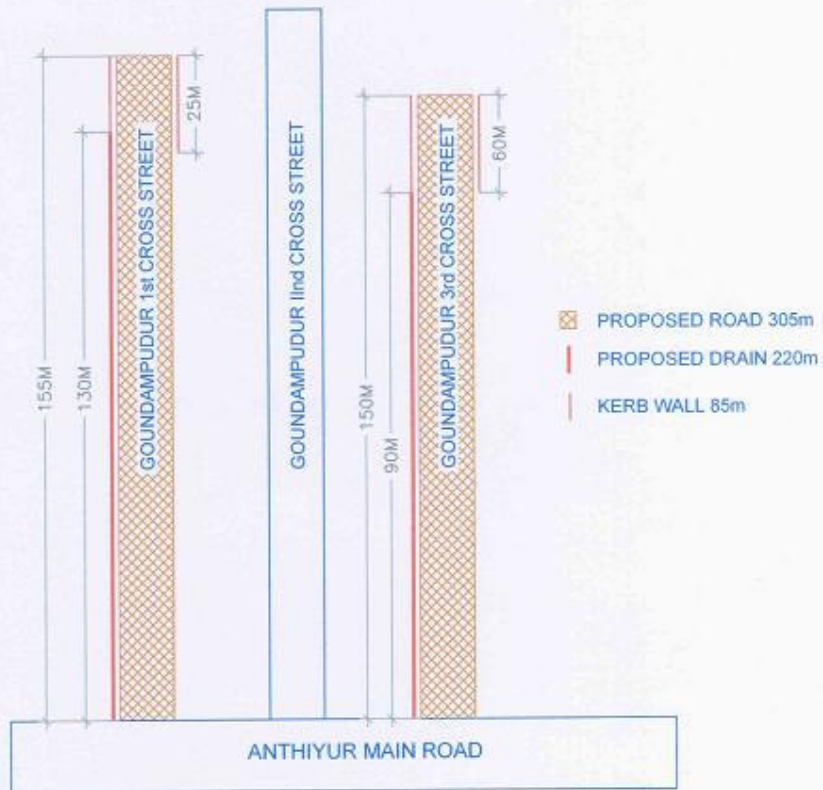 155M
130M
GOUNDAMPUDUR 1st CROSS STREET
25M
GOUNDAMPUDUR IInd CROSS STREET
150M
90M
GOUNDAMPUDUR 3rd CROSS STREET
60M
PROPOSED ROAD 305m
PROPOSED DRAIN 220m
KERB WALL 85m
ANTHIYUR MAIN ROAD